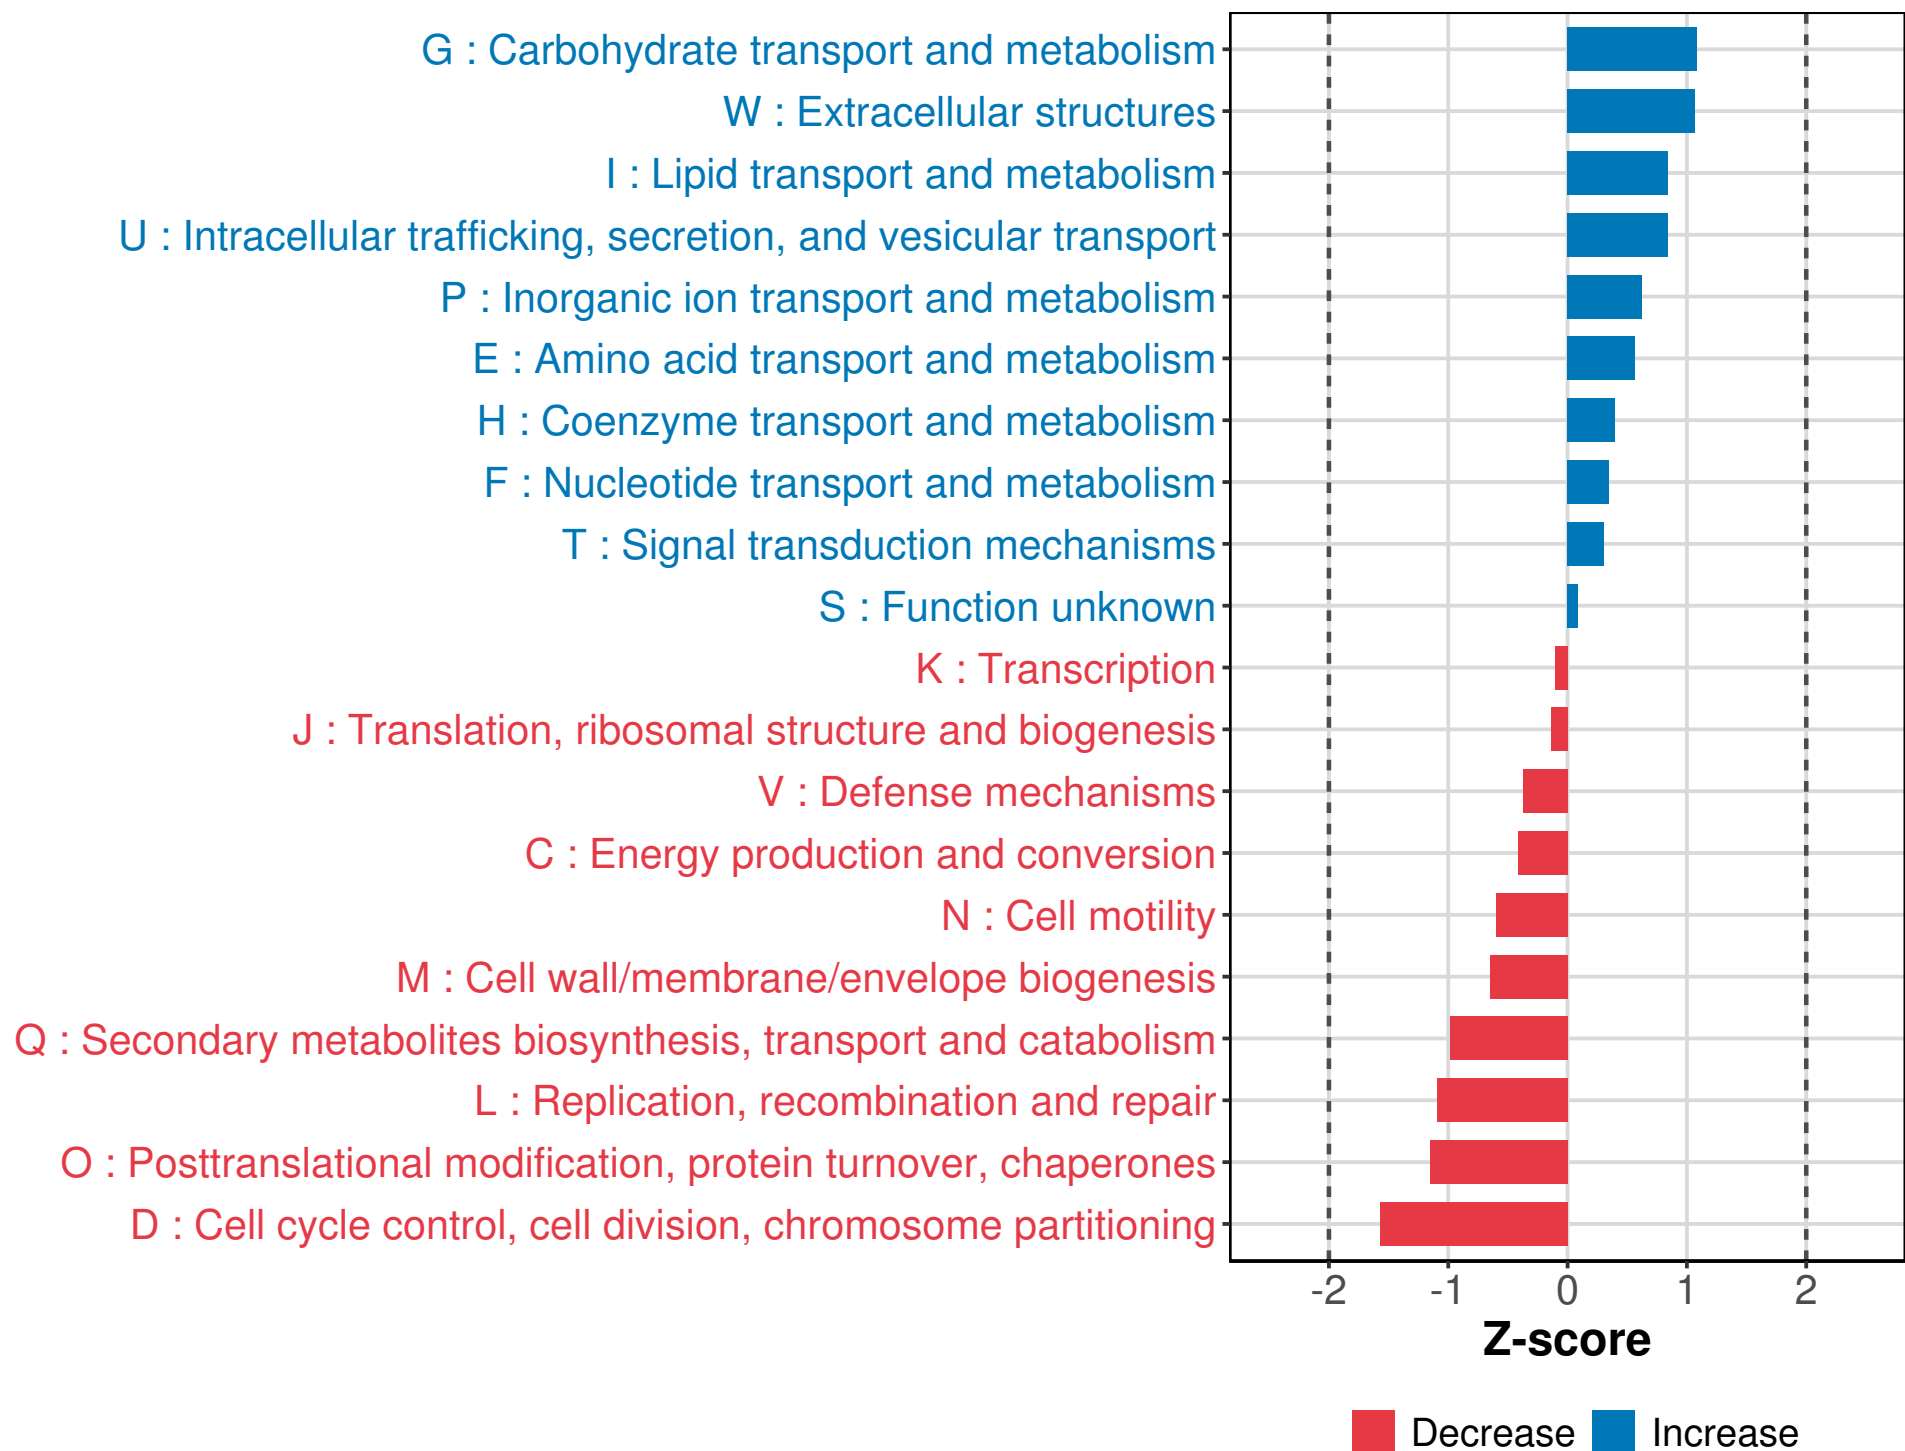 G : Carbohydrate transport and metabolism
W : Extracellular structures
I : Lipid transport and metabolism
U : Intracellular trafficking, secretion, and vesicular transport
P : Inorganic ion transport and metabolism
E : Amino acid transport and metabolism
H : Coenzyme transport and metabolism
F : Nucleotide transport and metabolism
T : Signal transduction mechanisms
S : Function unknown
K : Transcription
J : Translation, ribosomal structure and biogenesis
V : Defense mechanisms
C : Energy production and conversion
N : Cell motility
M : Cell wall/membrane/envelope biogenesis
Q : Secondary metabolites biosynthesis, transport and catabolism
L : Replication, recombination and repair
O : Posttranslational modification, protein turnover, chaperones
D : Cell cycle control, cell division, chromosome partitioning
-2 -1 0 1 2
Z-score
Decrease Increase